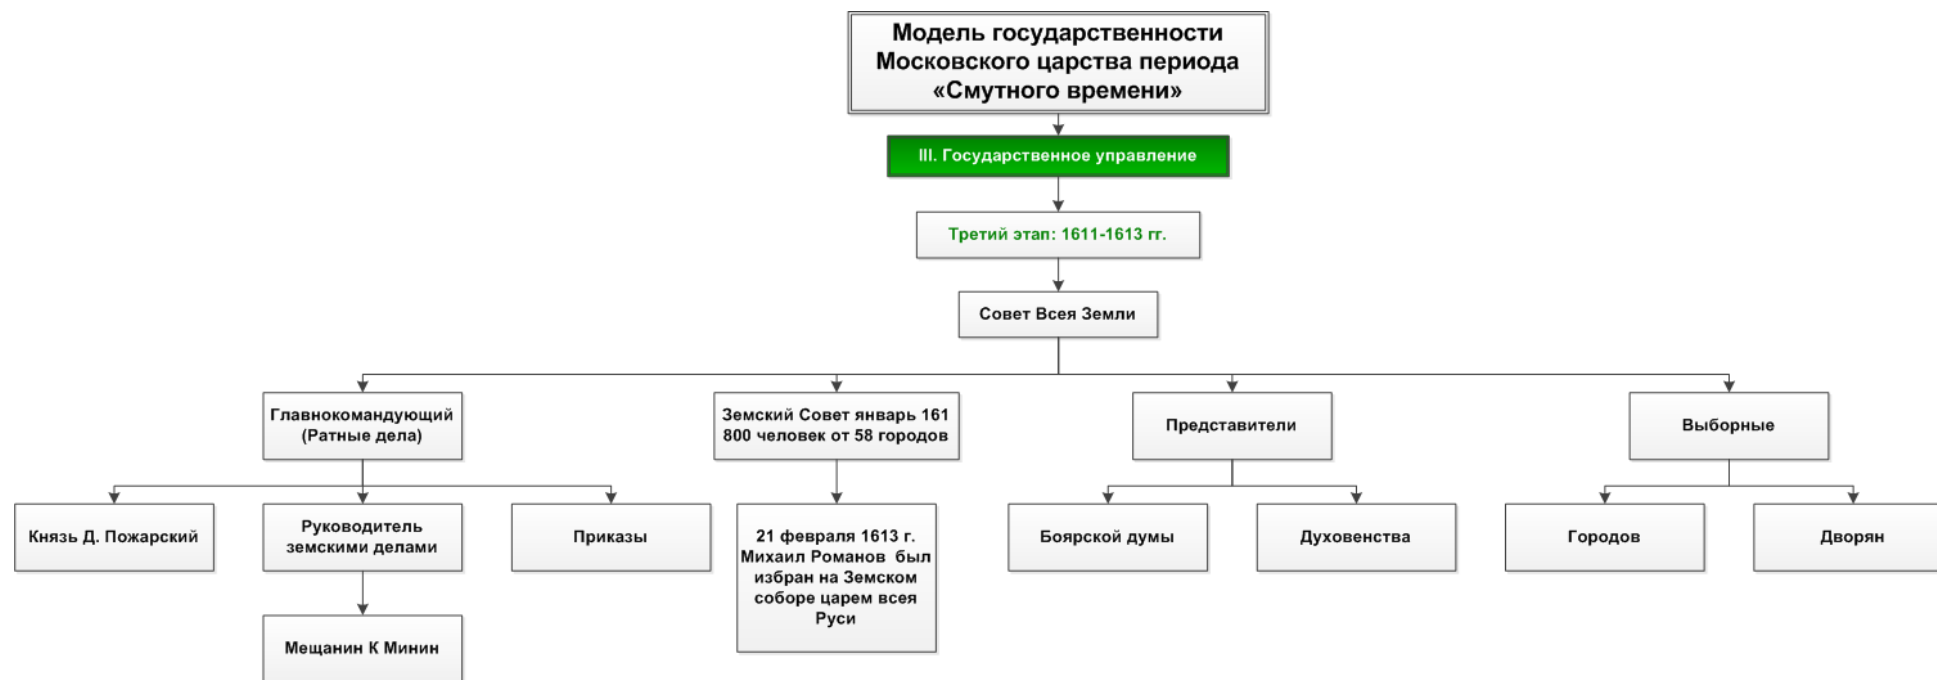 Модель государственности
Московского царства периода
«Смутного времени»
III. Государственное управление
Третий этап: 1611-1613 гг.
Совет Всея Земли
Главнокомандующий
(Ратные дела)
Земский Совет январь 161
800 человек от 58 городов
Представители
Выборные
Князь Д. Пожарский
Руководитель
земскими делами
Приказы
21 февраля 1613 г.
Михаил Романов был
избран на Земском
соборе царем всея
Руси
Боярской думы
Духовенства
Городов
Дворян
Мещанин К Минин